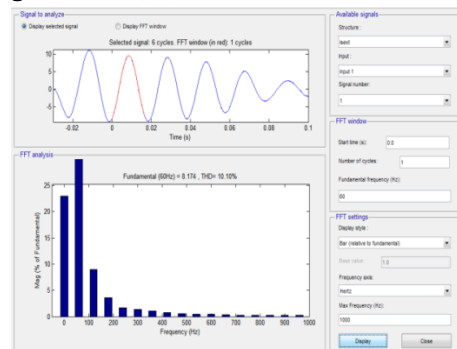 Signal to analyze
Display selected signal
Display FFT window
Selected signal: 6 cycles. FFT window (in red): 1 cycles
10
5
0
-5
-0.02 0 0.02 0.04 0.06 0.08 0.1
Time (s)
FFT analysis
Fundamental (60Hz) = 8.174 , THD= 10.10%
Mag (% of Fundamental)
25
20
15
10
5
0
0 100 200 300 400 500 600 700 800 900 1000
Frequency (Hz)
Available signals
Structure :
Input :
input 1
Signal number:
1
FFT window
Start time (s): 0.0
Number of cycles: 1
Fundamental frequency (Hz):
60
FFT settings
Display style :
Bar (relative to fundamental)
Base value: 1.0
Frequency axis:
Hertz
Max Frequency (Hz):
1000
Display
Close